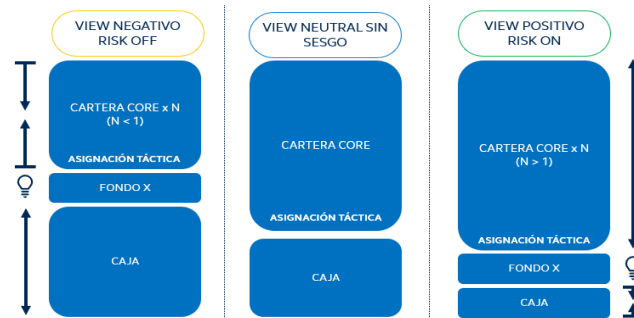 VIEW NEGATIVO
RISK OFF
CARTERA CORE x N
(N < 1)
ASIGNACIÓN TÁCTICA
FONDO X
CAJA
VIEW NEUTRAL SIN
SESGO
CARTERA CORE
ASIGNACIÓN TÁCTICA
CAJA
VIEW POSITIVO
RISK ON
CARTERA CORE x N
(N > 1)
ASIGNACIÓN TÁCTICA
FONDO X
CAJA